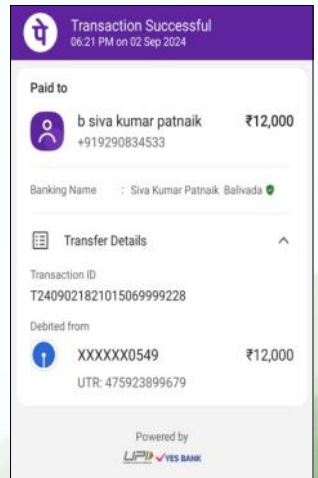 पे
Transaction Successful
06:21 PM on 02 Sep 2024
Paid to
b siva kumar patnaik ₹12,000
+919290834533
Banking Name : Siva Kumar Patnaik Balivada
Transfer Details
Transaction ID
T2409021821015069999228
Debited from
XXXXXX0549 ₹12,000
UTR: 475923899679
Powered by
UPI YES BANK